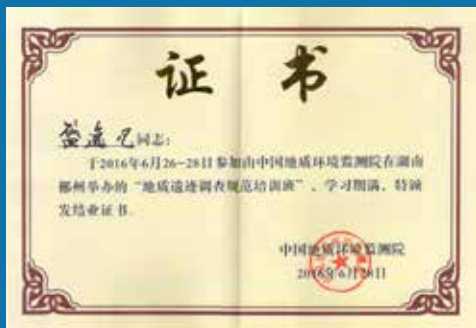 证 书
同志：
于2016年6月26-28日参加由中国地质环境监测院在湖南
郴州举办的“地质遗迹调查规范培训班”，学习期满，特颁
发结业证书。
中国地质环境监测院
2016年6月28日